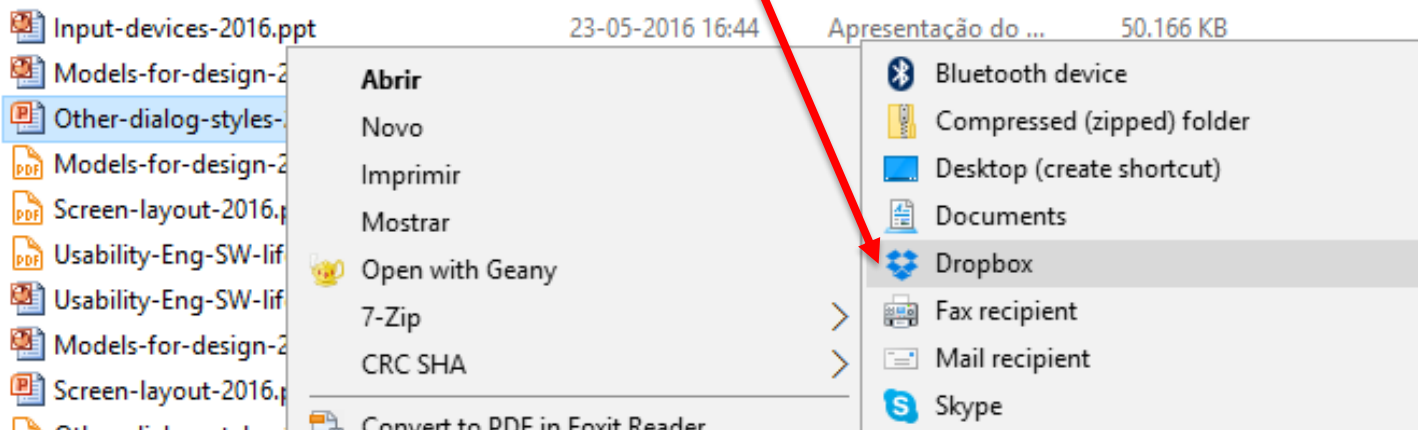 Input-devices-2016.ppt 23-05-2016 16:44 Apresentação do ... 50.166 KB
Models-for-design-2
Other-dialog-styles-
Models-for-design-2
Screen-layout-2016.p
Usability-Eng-SW-lif
Usability-Eng-SW-lif
Models-for-design-2
Screen-layout-2016.p
Abrir
Novo
Imprimir
Mostrar
Open with Geany
7-Zip
CRC SHA
Convert to PDF in Foxit Reader
Bluetooth device
Compressed (zipped) folder
Desktop (create shortcut)
Documents
Dropbox
Fax recipient
Mail recipient
Skype